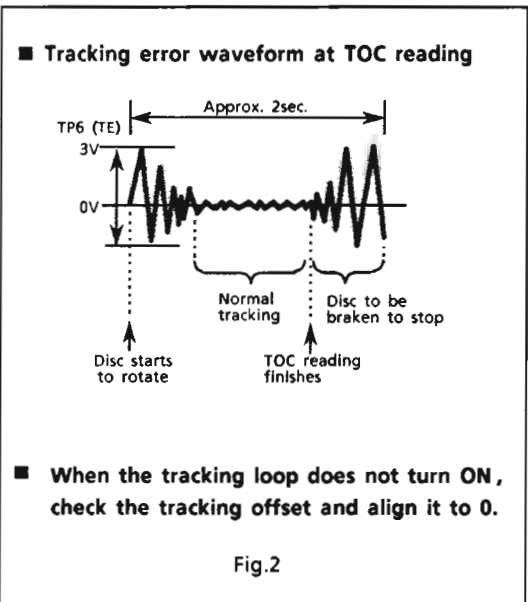 ■ Tracking error waveform at TOC reading
Approx. 2sec.
TP6 (TE)
3V
0V
Normal
tracking
Disc to be
braken to stop
Disc starts
to rotate
TOC reading
finishes
■ When the tracking loop does not turn ON,
check the tracking offset and align it to 0.
Fig.2